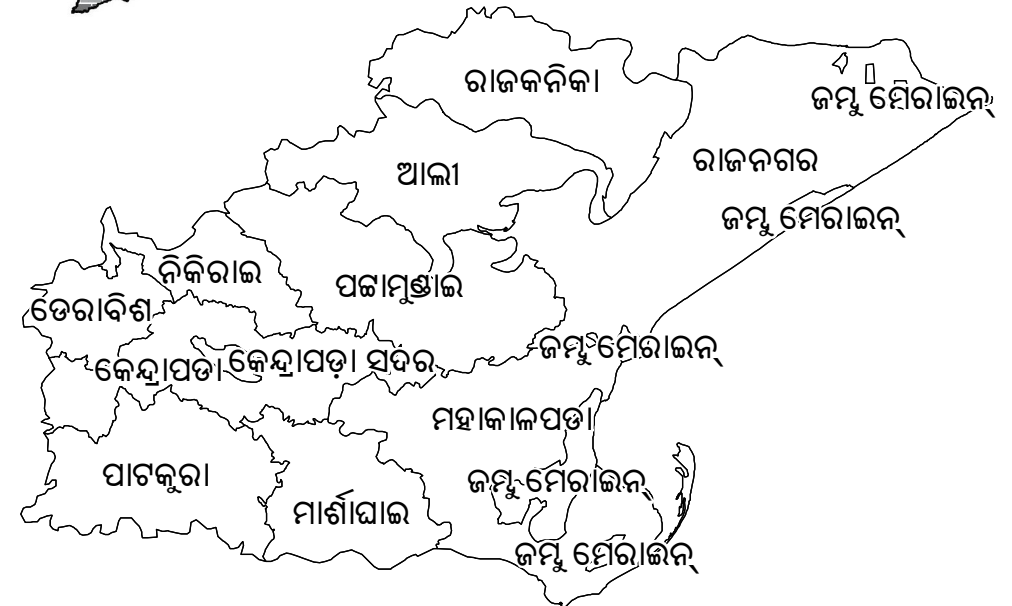 ରାଜକନିକା
ଜମ୍ବୁ ମେରାଇନ୍
ରାଜନଗର
ଆଲୀ
ଜମ୍ବୁ ମେରାଇନ୍
ନିକିରାଇ
ପଟ୍ଟାମୁଣ୍ଡାଇ
ଡେରାବିଶ
ଜମ୍ବୁ ମେରାଇନ୍
କେନ୍ଦ୍ରାପଡା
କେନ୍ଦ୍ରାପଡ଼ା ସଦର
ମହାକାଳପଡା
ପାଟକୁରା
ଜମ୍ବୁ ମେରାଇନ୍
ମାର୍ଶାଘାଇ
ଜମ୍ବୁ ମେରାଇନ୍